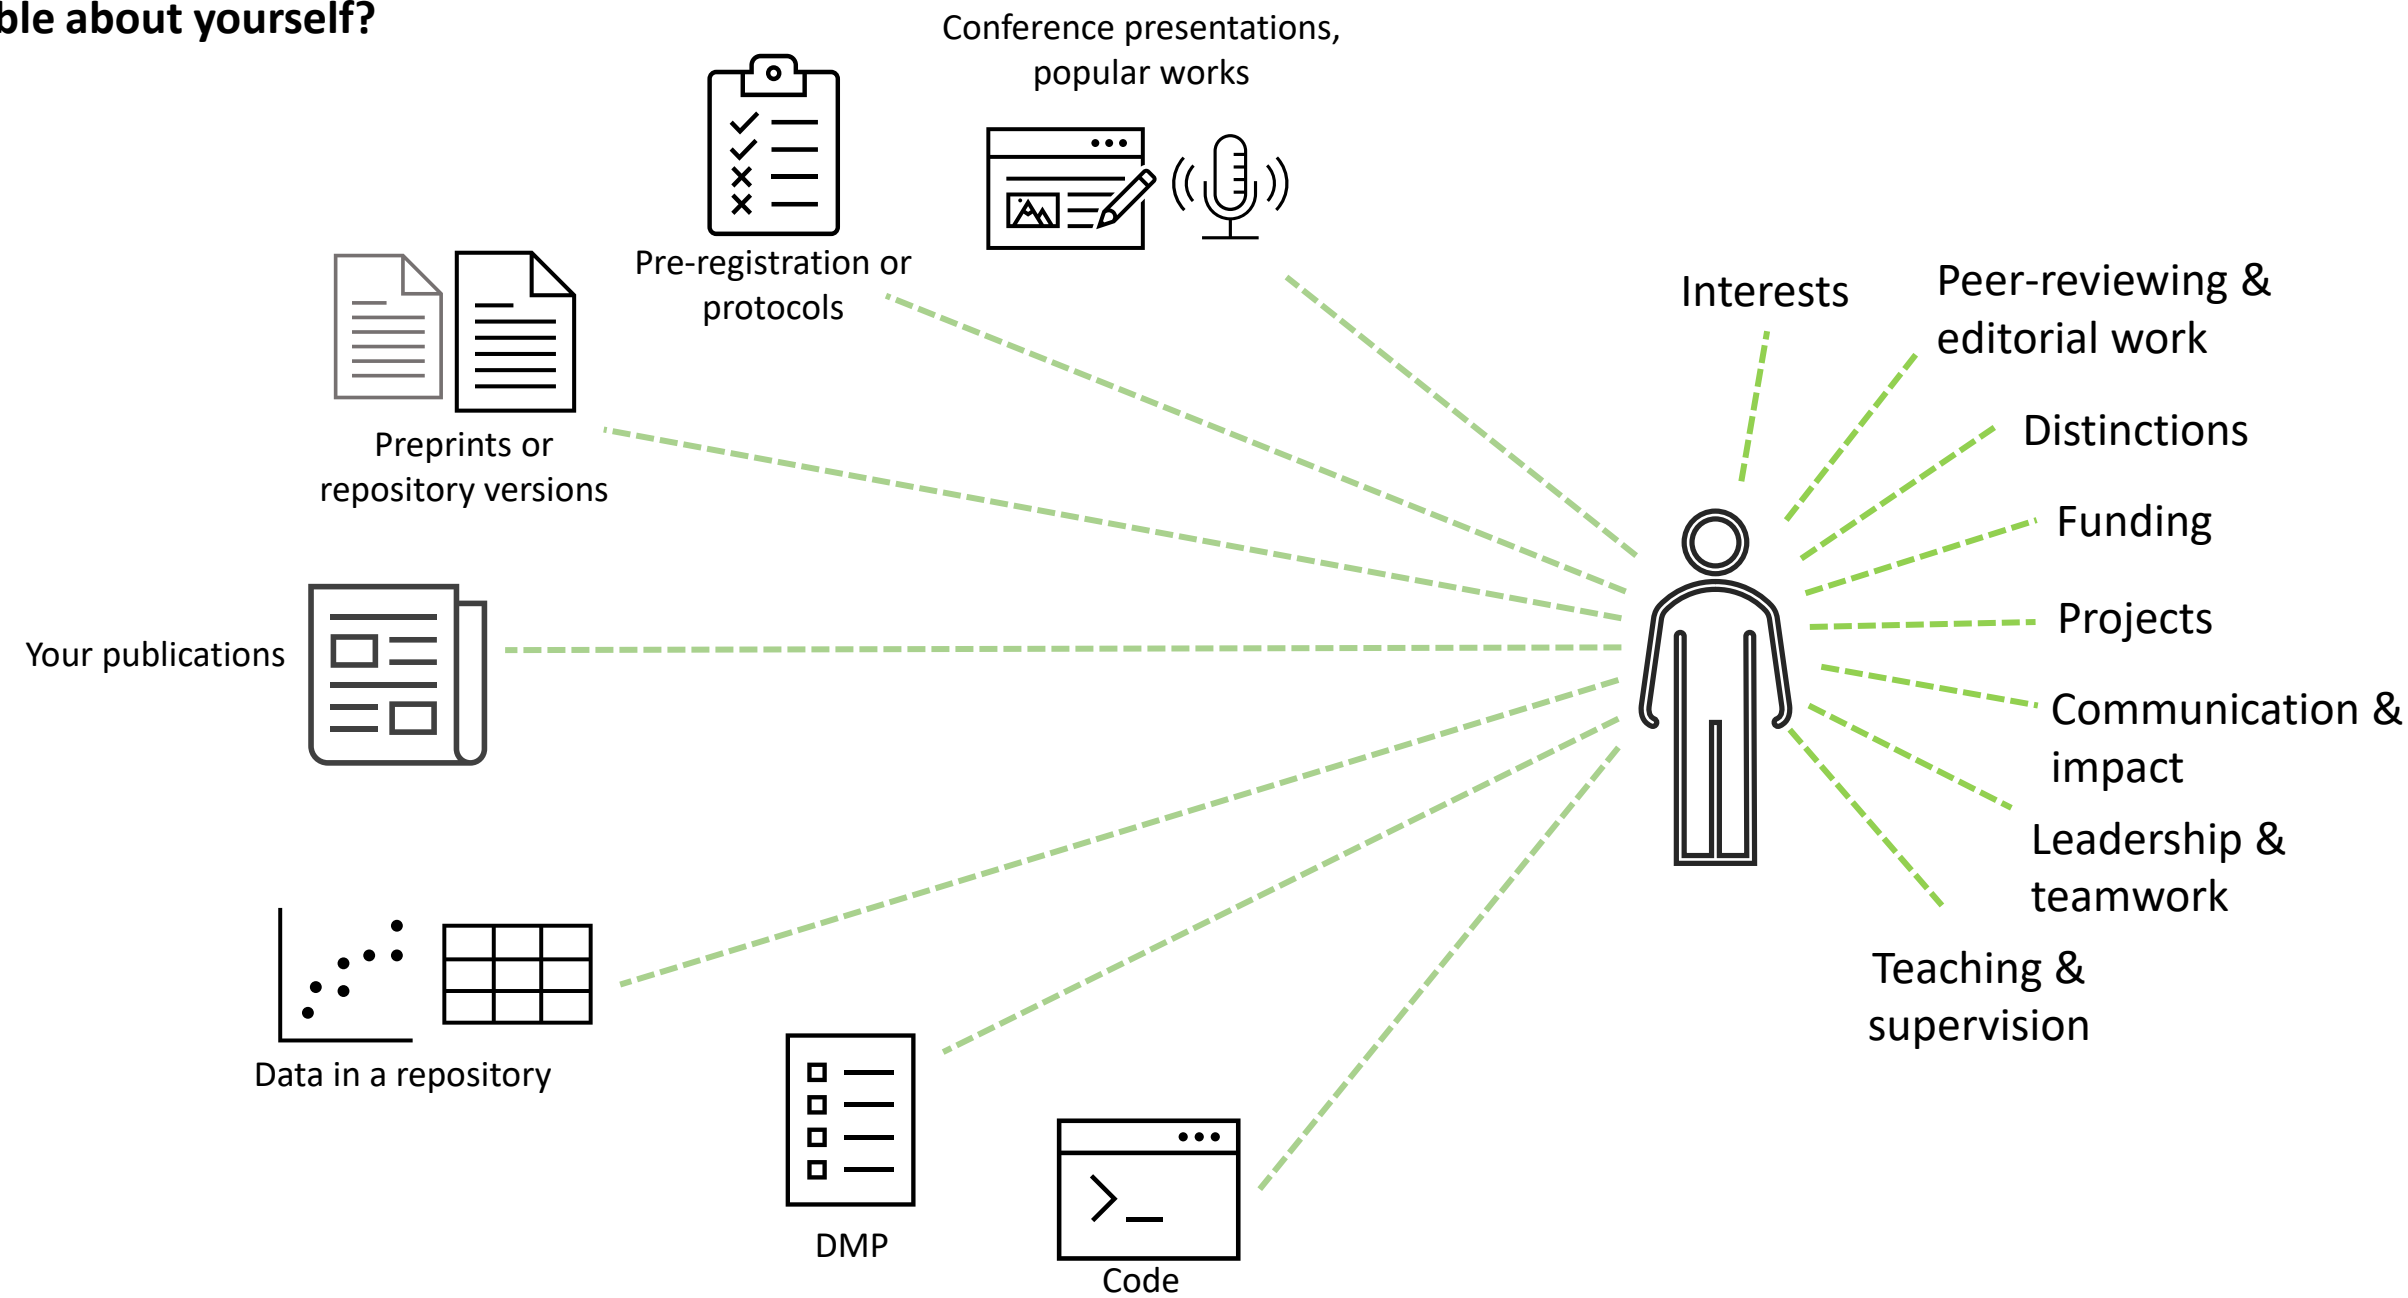 about yourself?
Conference presentations,
popular works
Pre-registration or
protocols
Preprints or
repository versions
Your publications
Data in a repository
DMP
Code
Interests
Peer-reviewing &
editorial work
Distinctions
Funding
Projects
Communication &
impact
Leadership &
teamwork
Teaching &
supervision